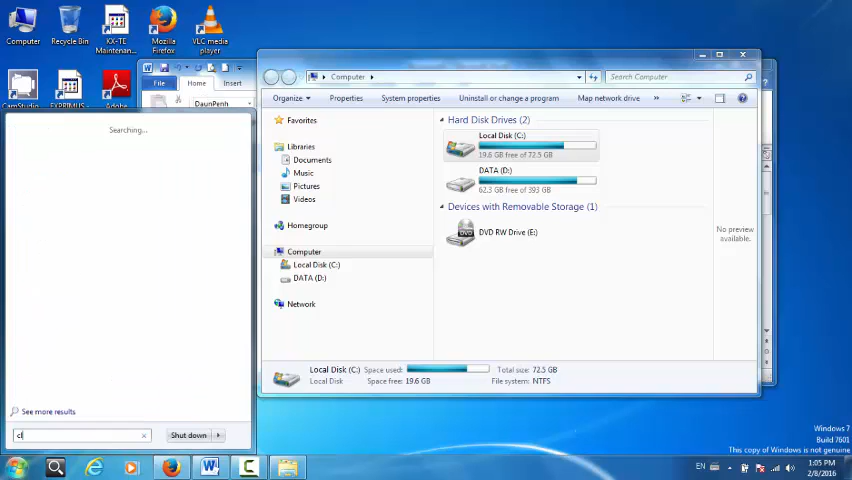 Computer
Recycle Bin
KX-TE
Maintenan...
Mozilla
Firefox
VLC media
player
CamStudio
EXPRIMUS -
Adobe
File
Home
Insert
DaunPenh
Computer
Search Computer
Organize
Properties
System properties
Uninstall or change a program
Map network drive
»
Favorites
Libraries
Documents
Music
Pictures
Videos
Homegroup
Computer
Local Disk (C:)
DATA (D:)
Network
Hard Disk Drives (2)
Local Disk (C:)
19.6 GB free of 72.5 GB
DATA (D:)
62.3 GB free of 393 GB
Devices with Removable Storage (1)
DVD RW Drive (E:)
No preview
available.
Local Disk (C:) Space used: Total size: 72.5 GB
Local Disk Space free: 19.6 GB File system: NTFS
Searching...
See more results
Shut down
Windows 7
Build 7601
This copy of Windows is not genuine
EN
1:05 PM
2/8/2016